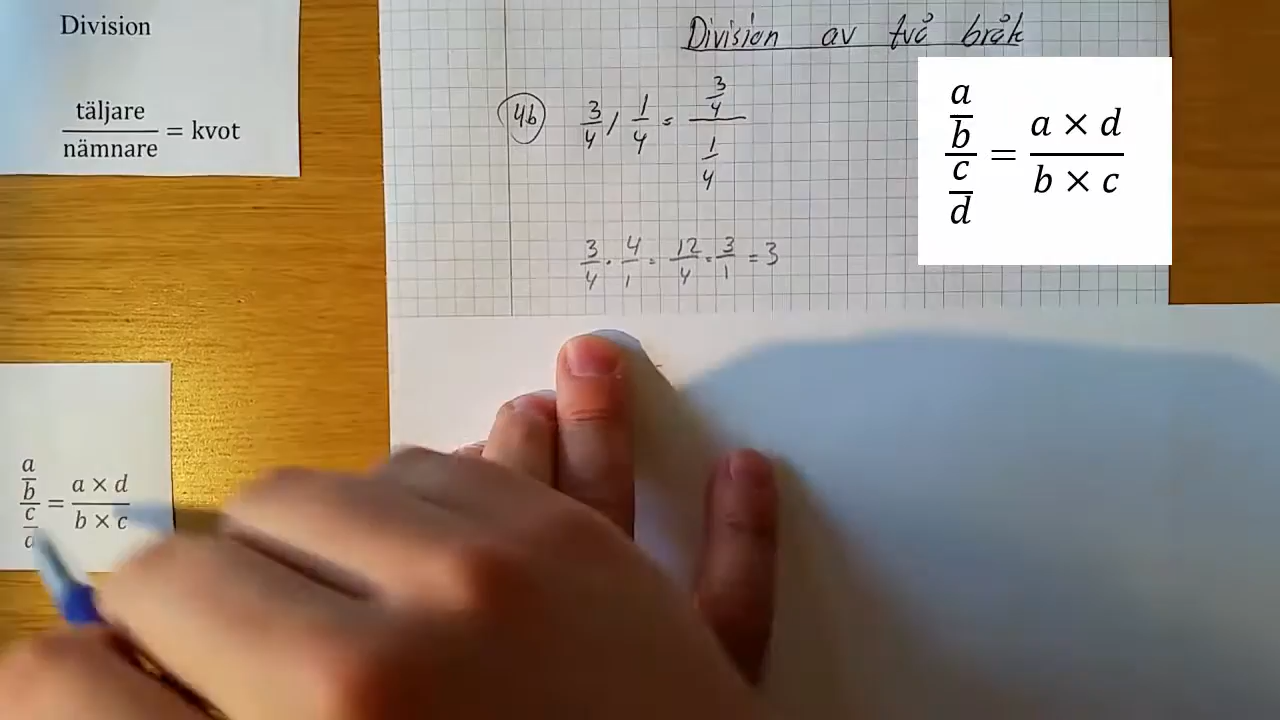 Division
täljare
nämnare
= kvot
Division av två bråk
4b 3/4 / 1/4 = 3/4 / 1/4
3/4 · 4/1 = 12/4 = 3/1 = 3
a
b
c
d
= a × d
b × c
a
b
c
= a × d
b × c